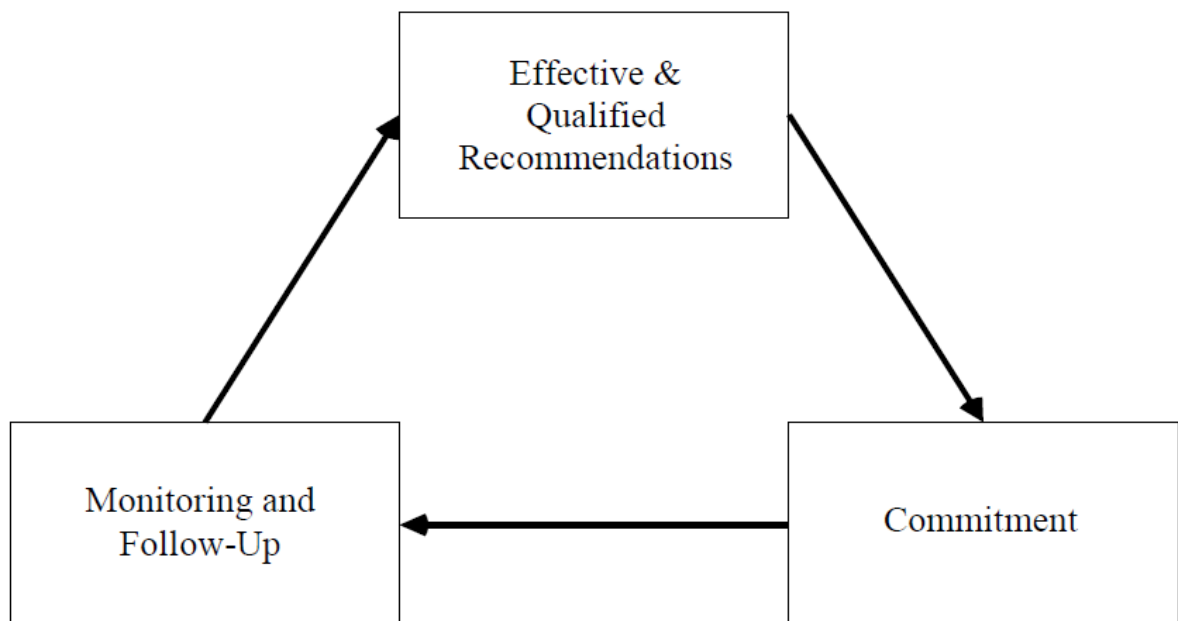 Effective &
Qualified
Recommendations
Monitoring and
Follow-Up
Commitment